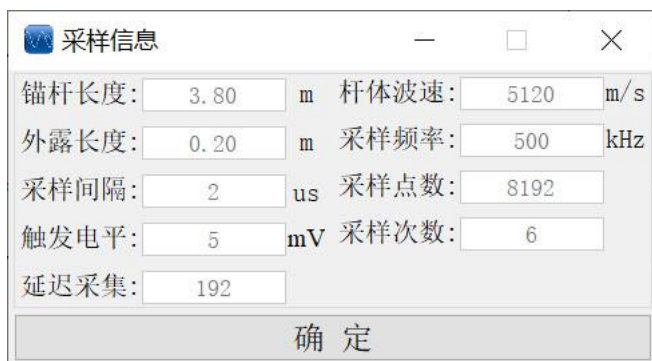 采样信息
锚杆长度: 3.80 m 杆体波速: 5120 m/s
外露长度: 0.20 m 采样频率: 500 kHz
采样间隔: 2 us 采样点数: 8192
触发电平: 5 mV 采样次数: 6
延迟采集: 192
确 定